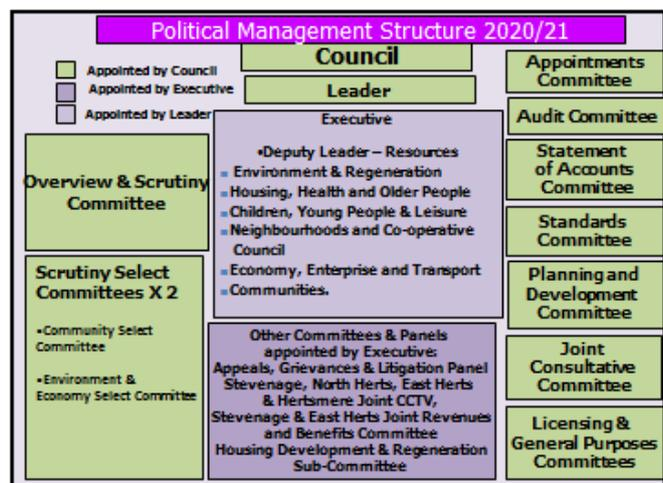 Political Management Structure 2020/21
Council
Leader
Appointed by Council
Appointed by Executive
Appointed by Leader
Overview & Scrutiny
Committee
Scrutiny Select
Committees X 2
•Community Select
Committee
•Environment &
Economy Select Committee
Executive
•Deputy Leader – Resources
Environment & Regeneration
Housing, Health and Older People
Children, Young People & Leisure
Neighbourhoods and Co-operative
Council
Economy, Enterprise and Transport
Communities.
Other Committees & Panels
appointed by Executive:
Appeals, Grievances & Litigation Panel
Stevenage, North Herts, East Herts
& Hertsmere Joint CCTV,
Stevenage & East Herts Joint Revenues
and Benefits Committee
Housing Development & Regeneration
Sub-Committee
Appointments
Committee
Audit Committee
Statement
of Accounts
Committee
Standards
Committee
Planning and
Development
Committee
Joint
Consultative
Committee
Licensing &
General Purposes
Committees